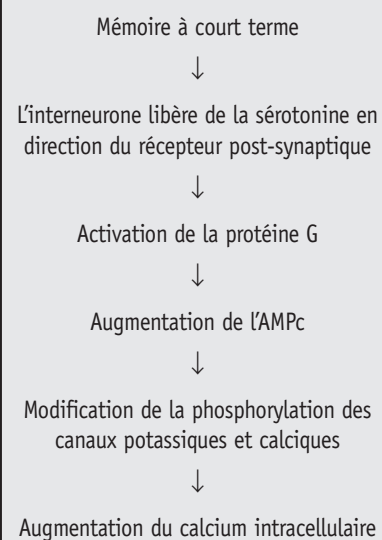 Mémoire à court terme
↓
L'interneurone libère de la sérotonine en
direction du récepteur post-synaptique
↓
Activation de la protéine G
↓
Augmentation de l'AMPc
↓
Modification de la phosphorylation des
canaux potassiques et calciques
↓
Augmentation du calcium intracellulaire